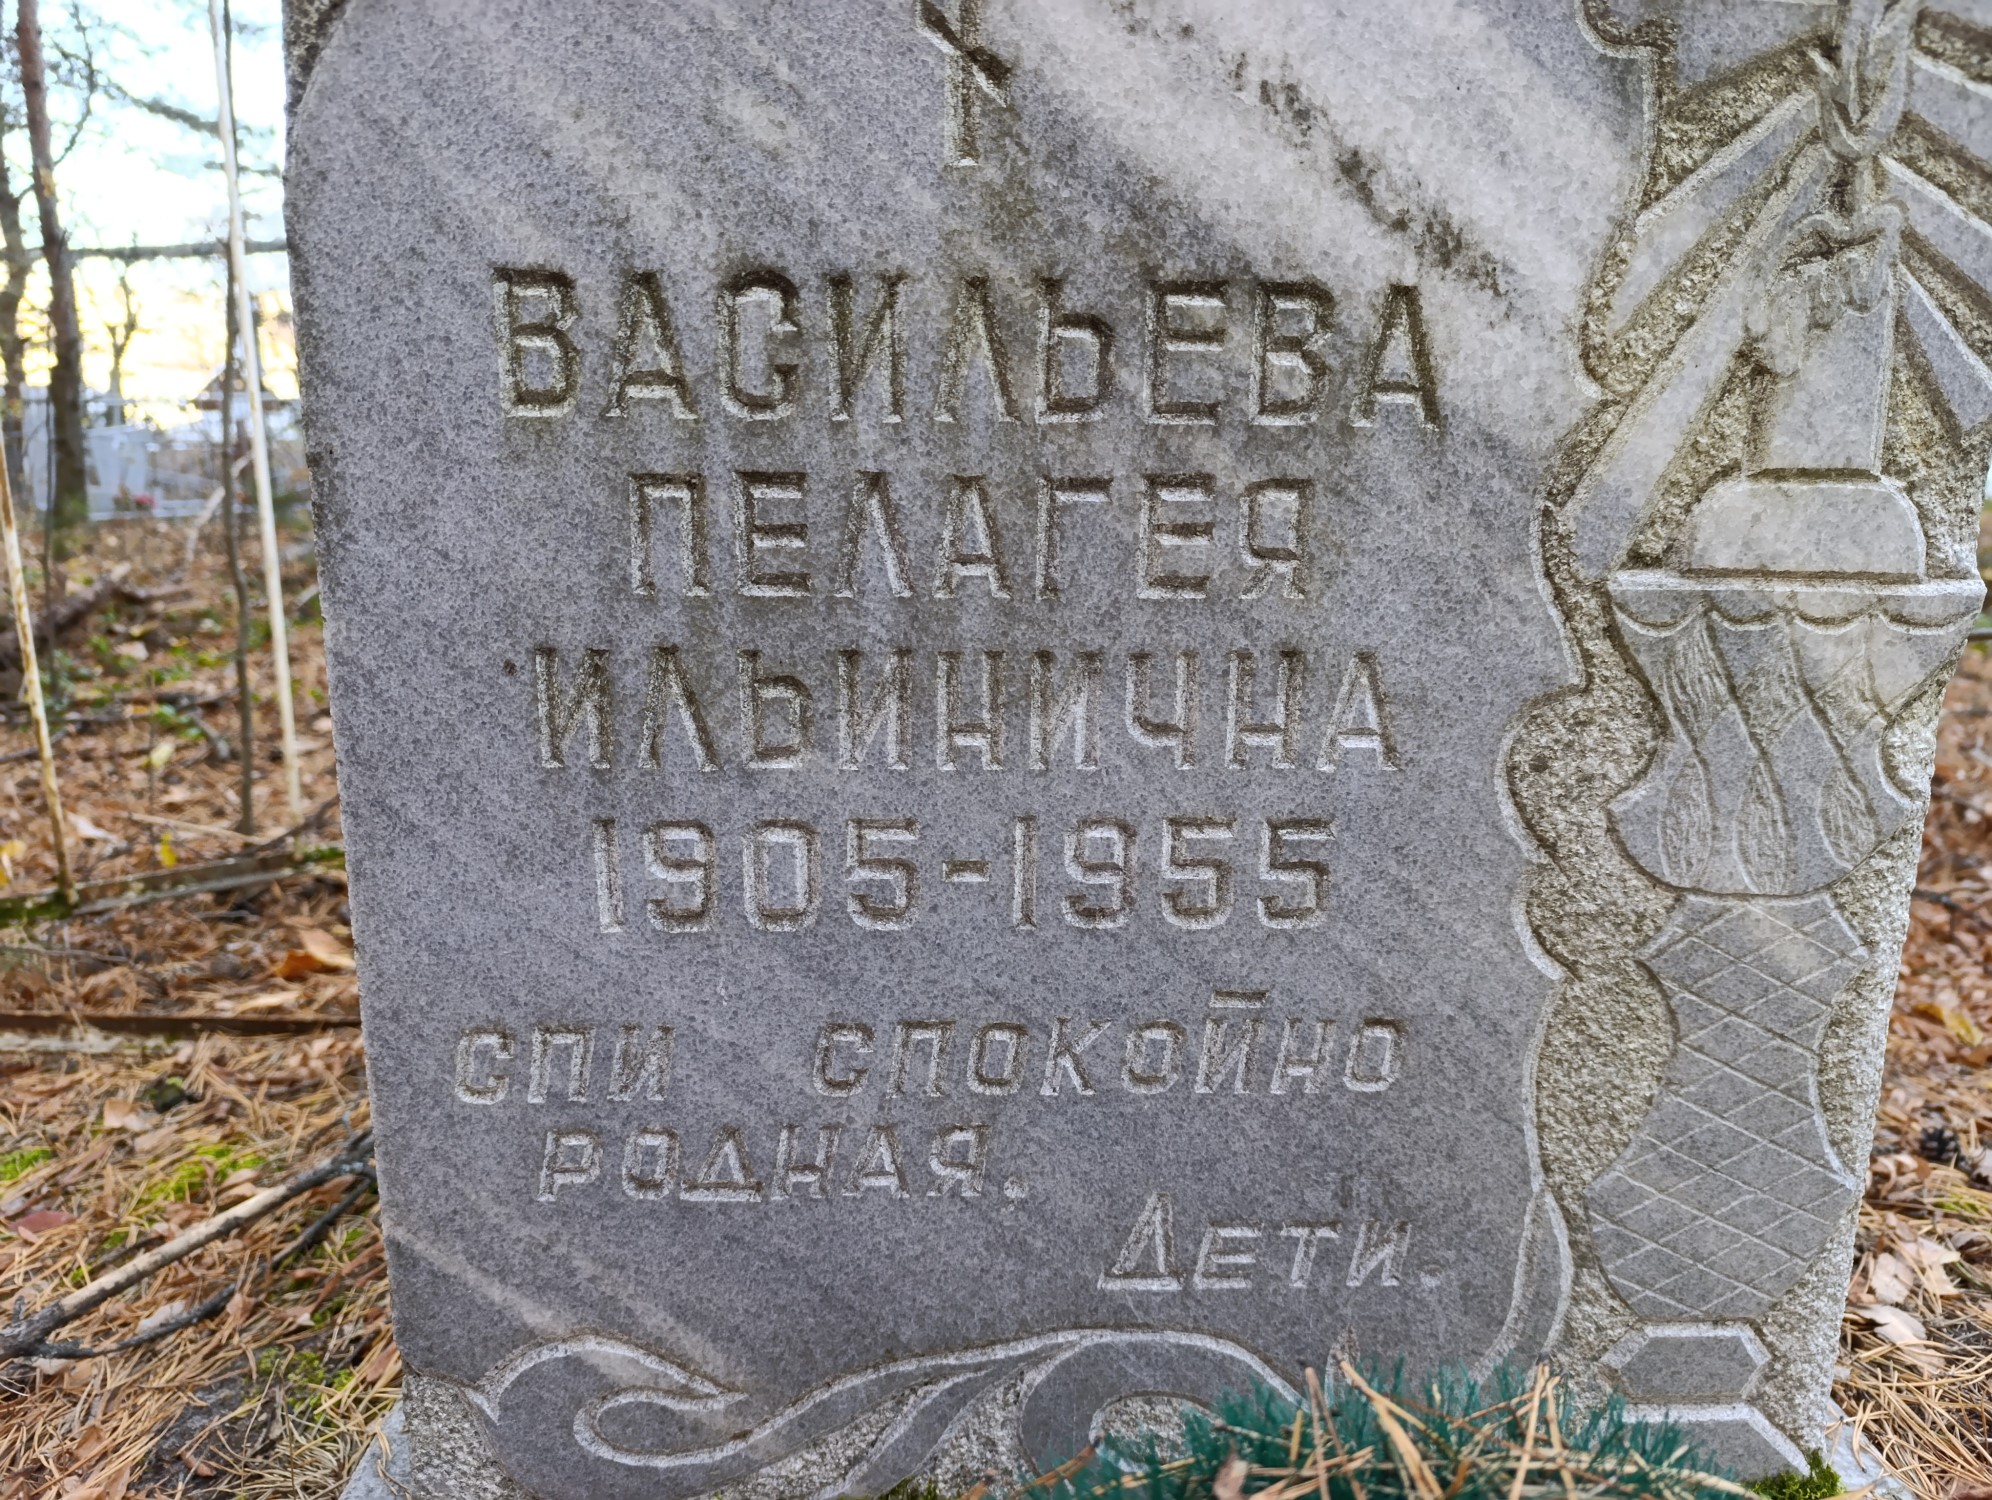 ВАСИЛЬЕВА
ПЕЛАГЕЯ
ИЛЬИНИЧНА
1905-1955
СПИ СПОКОЙНО
РОДНАЯ.
ДЕТИ.